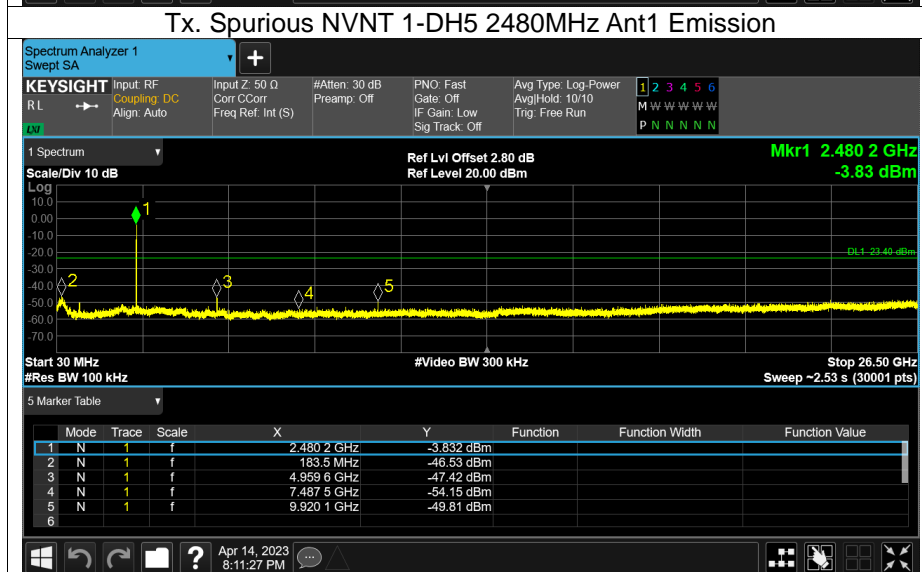 Tx. Spurious NVNT 1-DH5 2480MHz Ant1 Emission
Spectrum Analyzer 1
Swept SA
+
KEYSIGHT Input: RF Input Z: 50 Ω #Atten: 30 dB PNO: Fast Avg Type: Log-Power 1 2 3 4 5 6
R L Coupling: DC Corr CCorr Preamp: Off Gate: Off Avg|Hold: 10/10 M W W W W W
Align: Auto Freq Ref: Int (S) IF Gain: Low Trig: Free Run
LXI Sig Track: Off P N N N N N
1 Spectrum Ref Lvl Offset 2.80 dB Mkr1 2.480 2 GHz
Scale/Div 10 dB Ref Level 20.00 dBm -3.83 dBm
Log
10.0
0.00
-10.0
-20.0
-30.0
-40.0
-50.0
-60.0
-70.0
1
2
3
4
5
DL1 -23.40 dBm
Start 30 MHz #Video BW 300 kHz Stop 26.50 GHz
#Res BW 100 kHz Sweep ~2.53 s (30001 pts)
5 Marker Table
Mode Trace Scale X Y Function Function Width Function Value
1 N 1 f 2.480 2 GHz -3.832 dBm
2 N 1 f 183.5 MHz -46.53 dBm
3 N 1 f 4.959 6 GHz -47.42 dBm
4 N 1 f 7.487 5 GHz -54.15 dBm
5 N 1 f 9.920 1 GHz -49.81 dBm
6
? Apr 14, 2023
8:11:27 PM